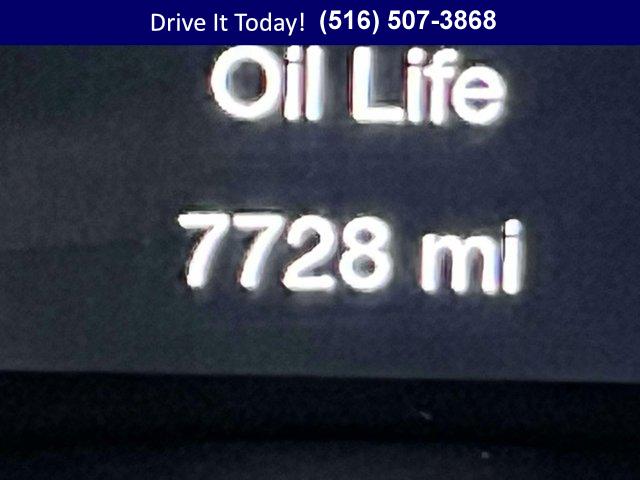 Drive It Today! (516) 507-3868
Oil Life
7728 mi